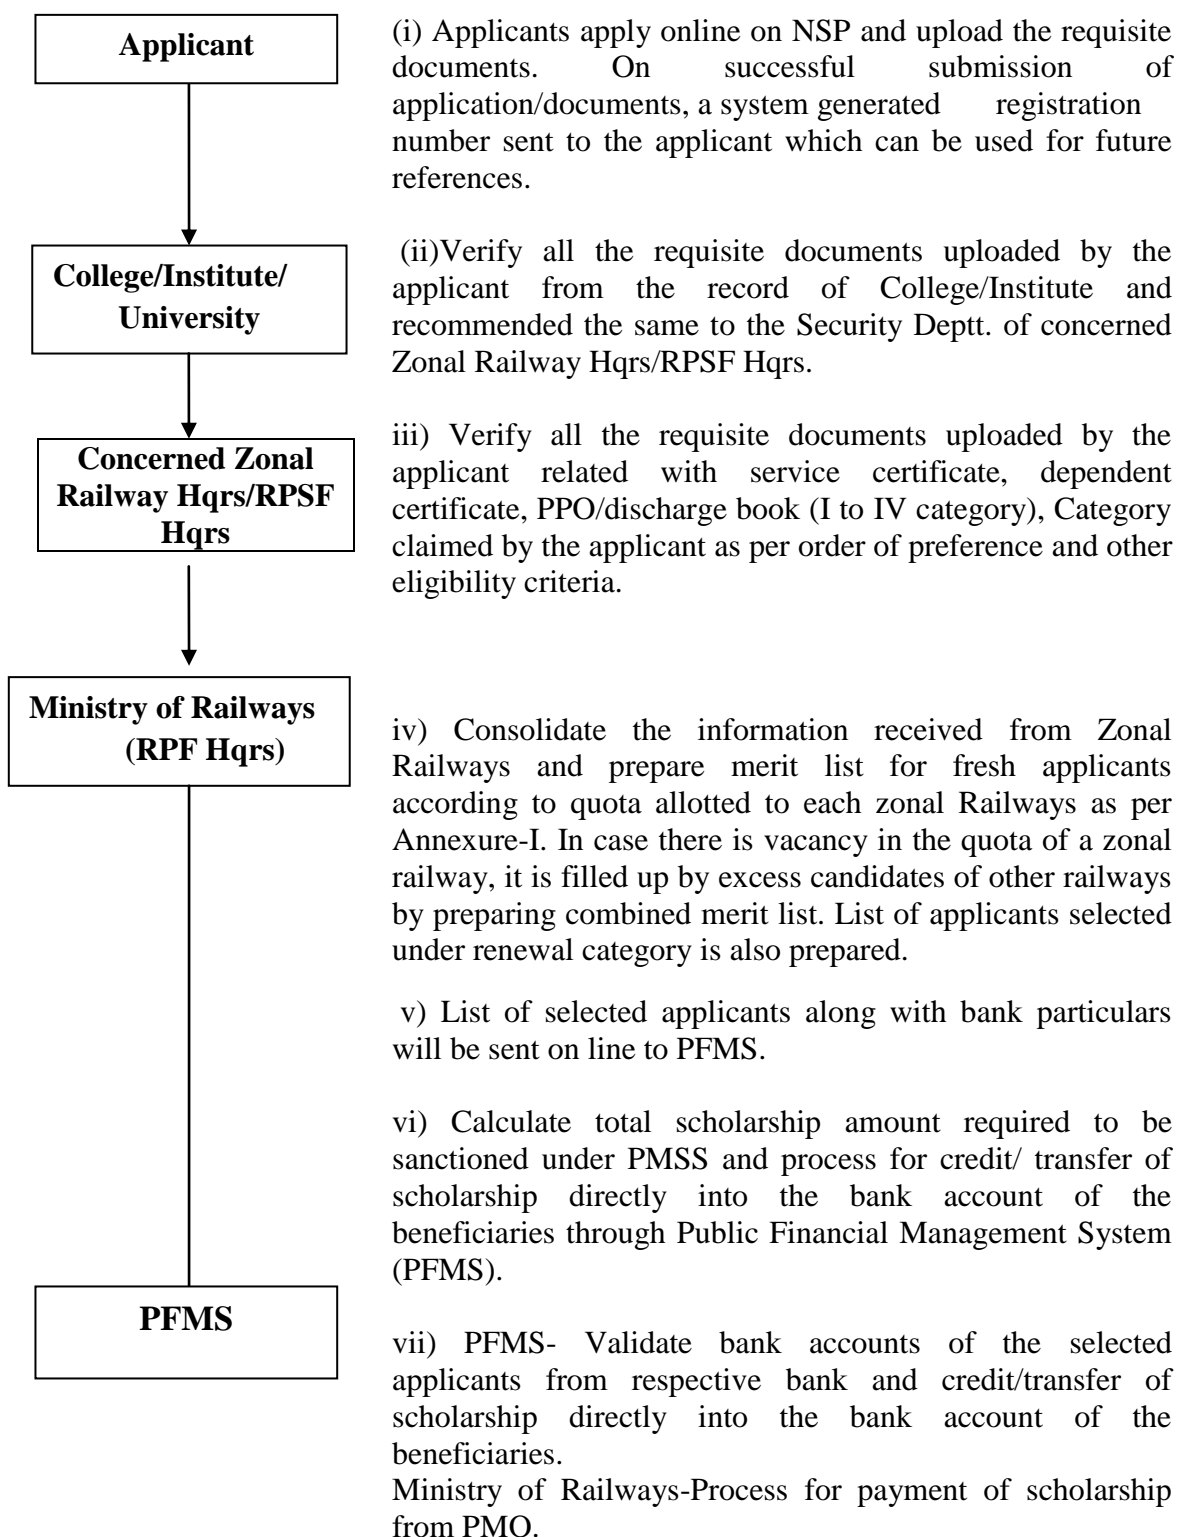 Applicant
(i) Applicants apply online on NSP and upload the requisite
documents. On successful submission of
application/documents, a system generated registration
number sent to the applicant which can be used for future
references.
College/Institute/
University
(ii)Verify all the requisite documents uploaded by the
applicant from the record of College/Institute and
recommended the same to the Security Deptt. of concerned
Zonal Railway Hqrs/RPSF Hqrs.
Concerned Zonal
Railway Hqrs/RPSF
Hqrs
iii) Verify all the requisite documents uploaded by the
applicant related with service certificate, dependent
certificate, PPO/discharge book (I to IV category), Category
claimed by the applicant as per order of preference and other
eligibility criteria.
Ministry of Railways
(RPF Hqrs)
iv) Consolidate the information received from Zonal
Railways and prepare merit list for fresh applicants
according to quota allotted to each zonal Railways as per
Annexure-I. In case there is vacancy in the quota of a zonal
railway, it is filled up by excess candidates of other railways
by preparing combined merit list. List of applicants selected
under renewal category is also prepared.
v) List of selected applicants along with bank particulars
will be sent on line to PFMS.
vi) Calculate total scholarship amount required to be
sanctioned under PMSS and process for credit/ transfer of
scholarship directly into the bank account of the
beneficiaries through Public Financial Management System
(PFMS).
PFMS
vii) PFMS- Validate bank accounts of the selected
applicants from respective bank and credit/transfer of
scholarship directly into the bank account of the
beneficiaries.
Ministry of Railways-Process for payment of scholarship
from PMO.